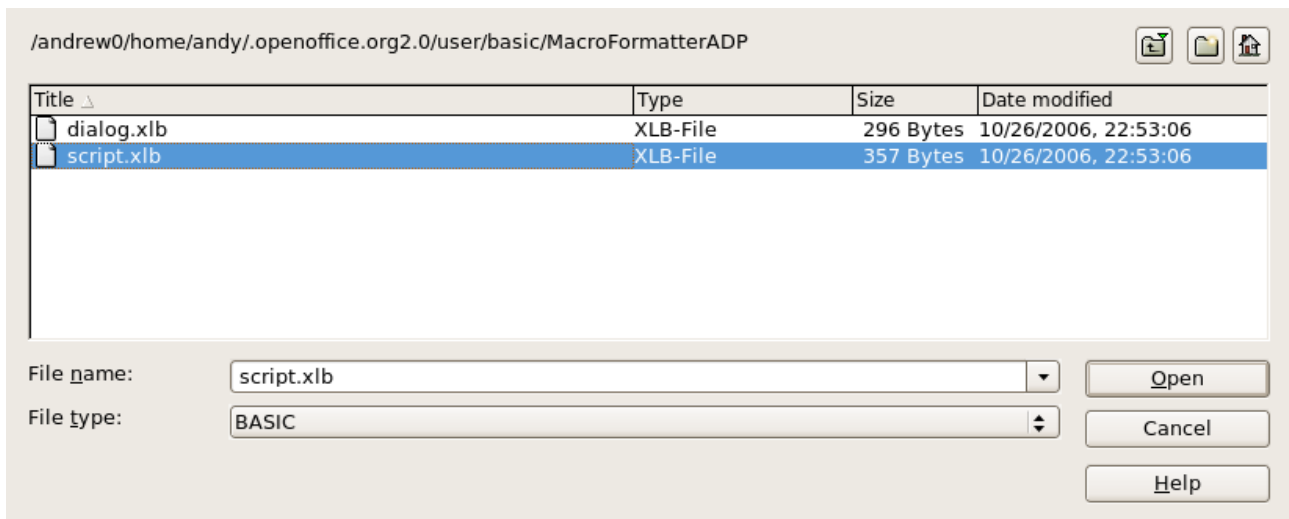 /andrew0/home/andy/.openoffice.org2.0/user/basic/MacroFormatterADP
Title Type Size Date modified
dialog.xlb XLB-File 296 Bytes 10/26/2006, 22:53:06
script.xlb XLB-File 357 Bytes 10/26/2006, 22:53:06
File name: script.xlb Open
File type: BASIC Cancel
Help